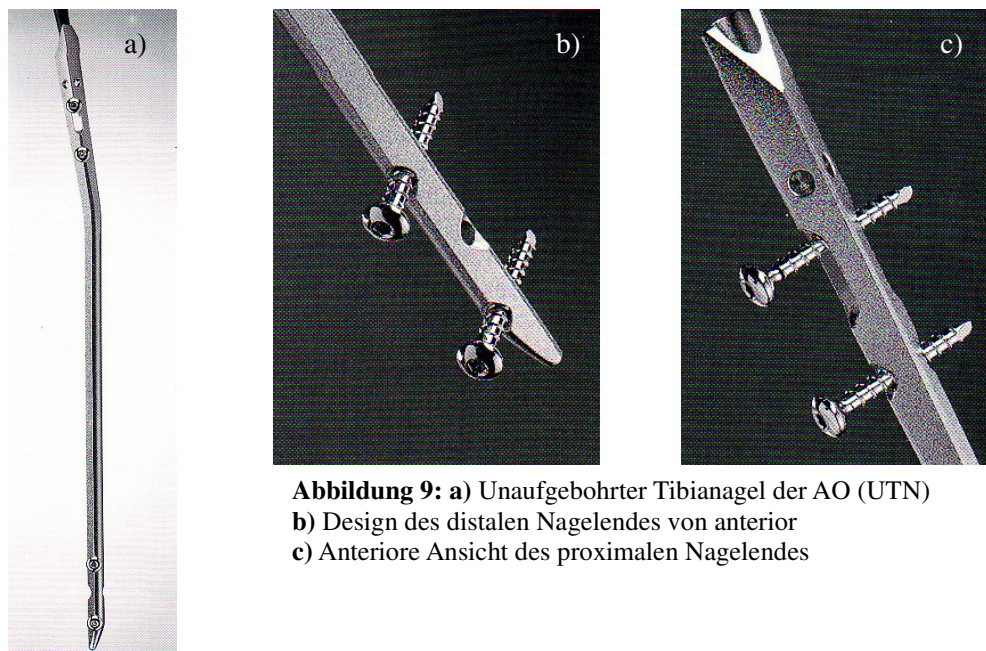 a)
b)
c)
Abbildung 9: a) Unaufgebohrter Tibianagel der AO (UTN)
b) Design des distalen Nagelendes von anterior
c) Anteriore Ansicht des proximalen Nagelendes